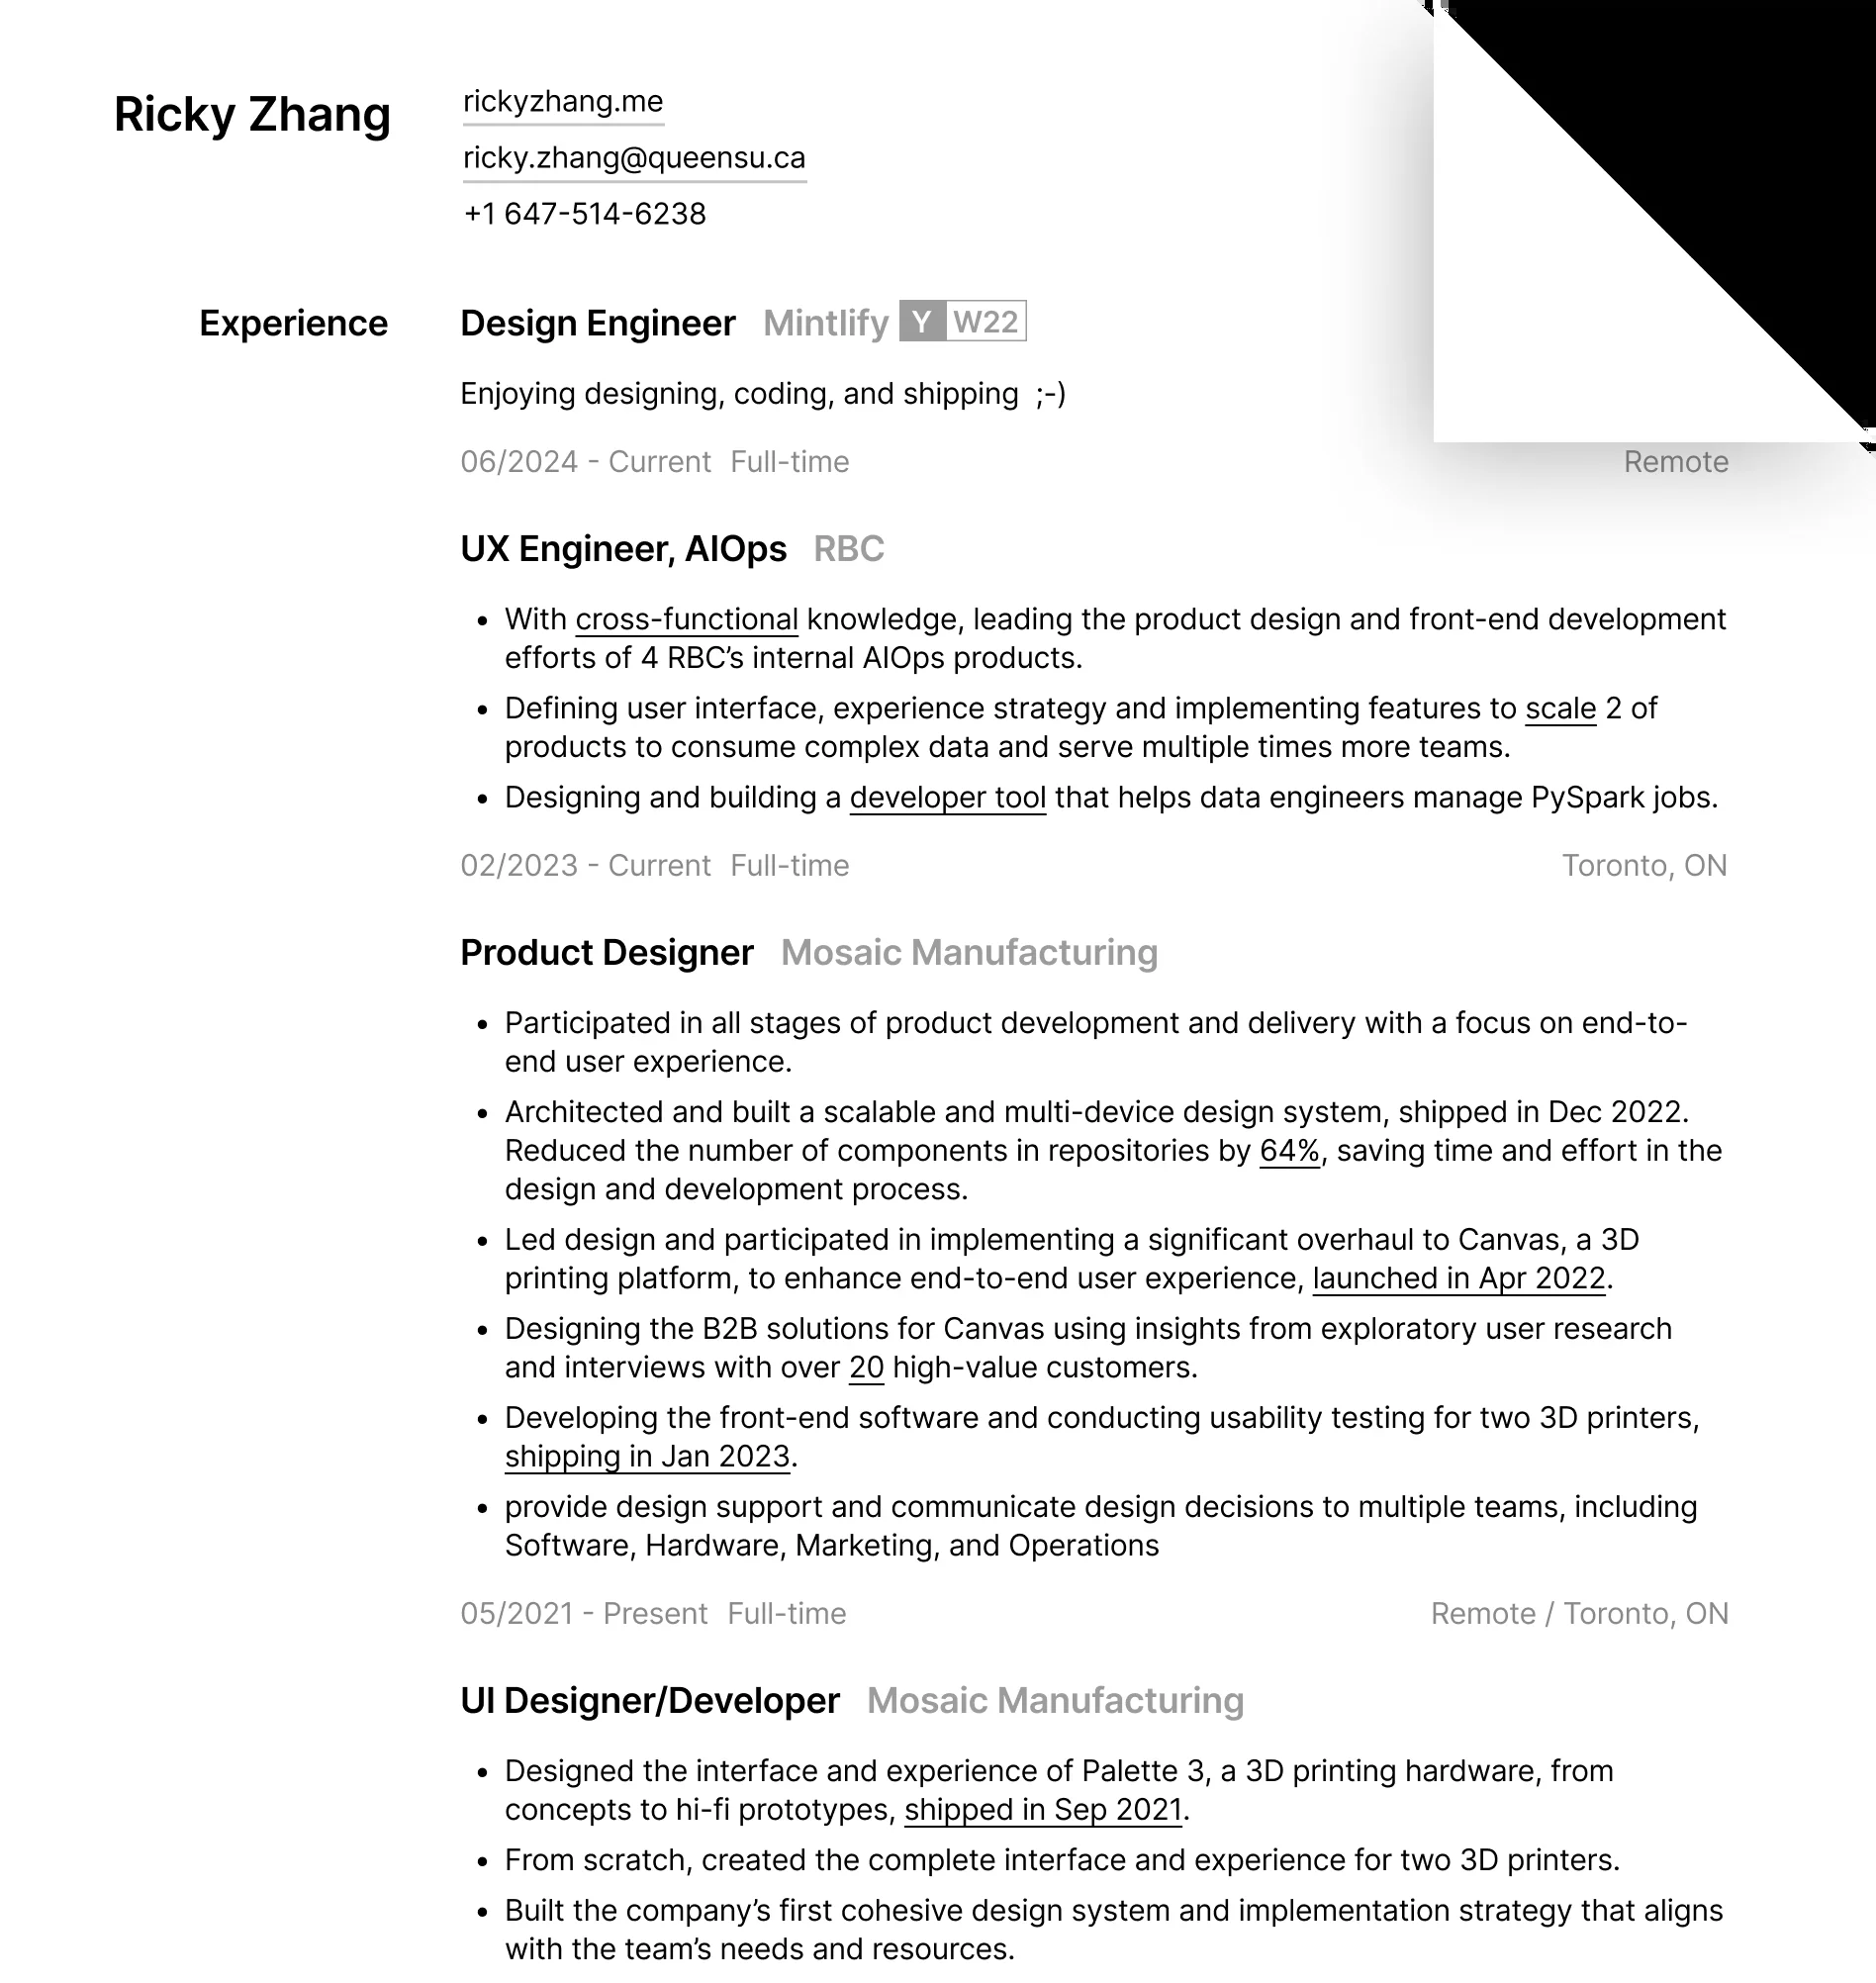 Ricky Zhang
rickyzhang.me
ricky.zhang@queensu.ca
+1 647-514-6238
Experience
Design Engineer Mintlify Y W22
Enjoying designing, coding, and shipping ;-)
06/2024 - Current Full-time Remote
UX Engineer, AIOps RBC
• With cross-functional knowledge, leading the product design and front-end development
efforts of 4 RBC’s internal AIOps products.
• Defining user interface, experience strategy and implementing features to scale 2 of
products to consume complex data and serve multiple times more teams.
• Designing and building a developer tool that helps data engineers manage PySpark jobs.
02/2023 - Current Full-time Toronto, ON
Product Designer Mosaic Manufacturing
• Participated in all stages of product development and delivery with a focus on end-to-
end user experience.
• Architected and built a scalable and multi-device design system, shipped in Dec 2022.
Reduced the number of components in repositories by 64%, saving time and effort in the
design and development process.
• Led design and participated in implementing a significant overhaul to Canvas, a 3D
printing platform, to enhance end-to-end user experience, launched in Apr 2022.
• Designing the B2B solutions for Canvas using insights from exploratory user research
and interviews with over 20 high-value customers.
• Developing the front-end software and conducting usability testing for two 3D printers,
shipping in Jan 2023.
• provide design support and communicate design decisions to multiple teams, including
Software, Hardware, Marketing, and Operations
05/2021 - Present Full-time Remote / Toronto, ON
UI Designer/Developer Mosaic Manufacturing
• Designed the interface and experience of Palette 3, a 3D printing hardware, from
concepts to hi-fi prototypes, shipped in Sep 2021.
• From scratch, created the complete interface and experience for two 3D printers.
• Built the company’s first cohesive design system and implementation strategy that aligns
with the team’s needs and resources.